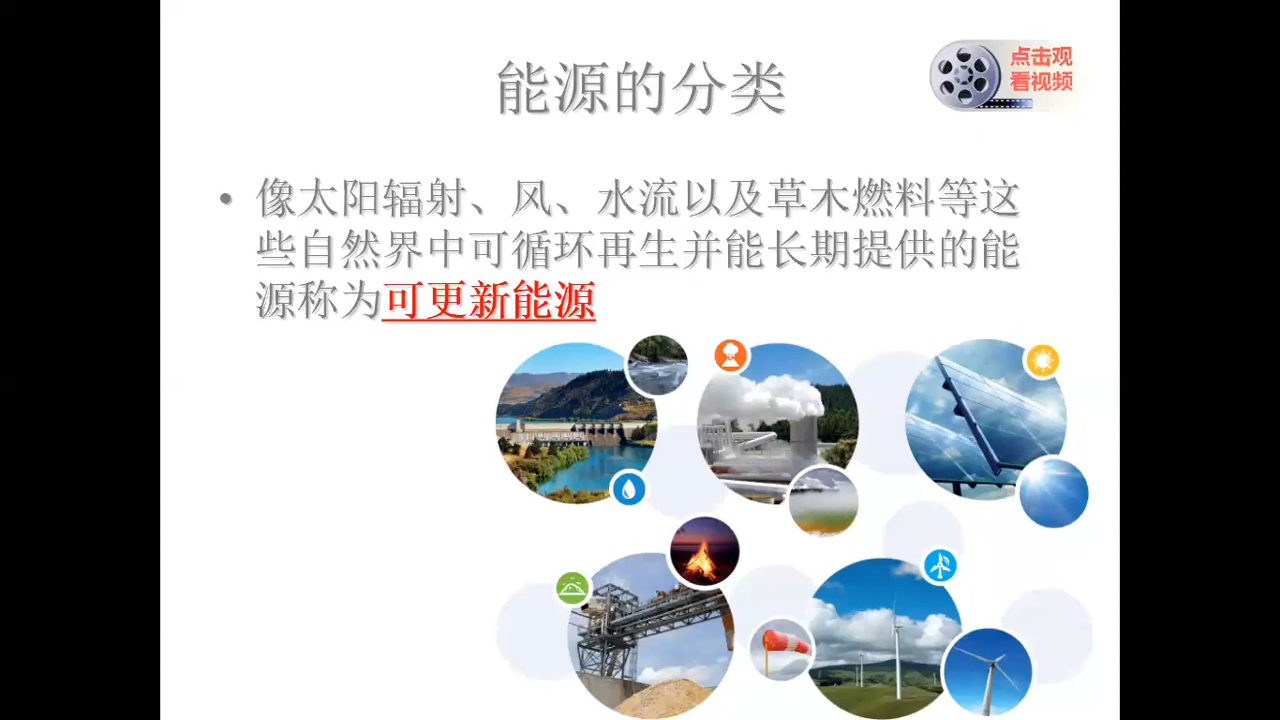 能源的分类
点击观
看视频
• 像太阳辐射、风、水流以及草木燃料等这
些自然界中可循环再生并能长期提供的能
源称为可更新能源